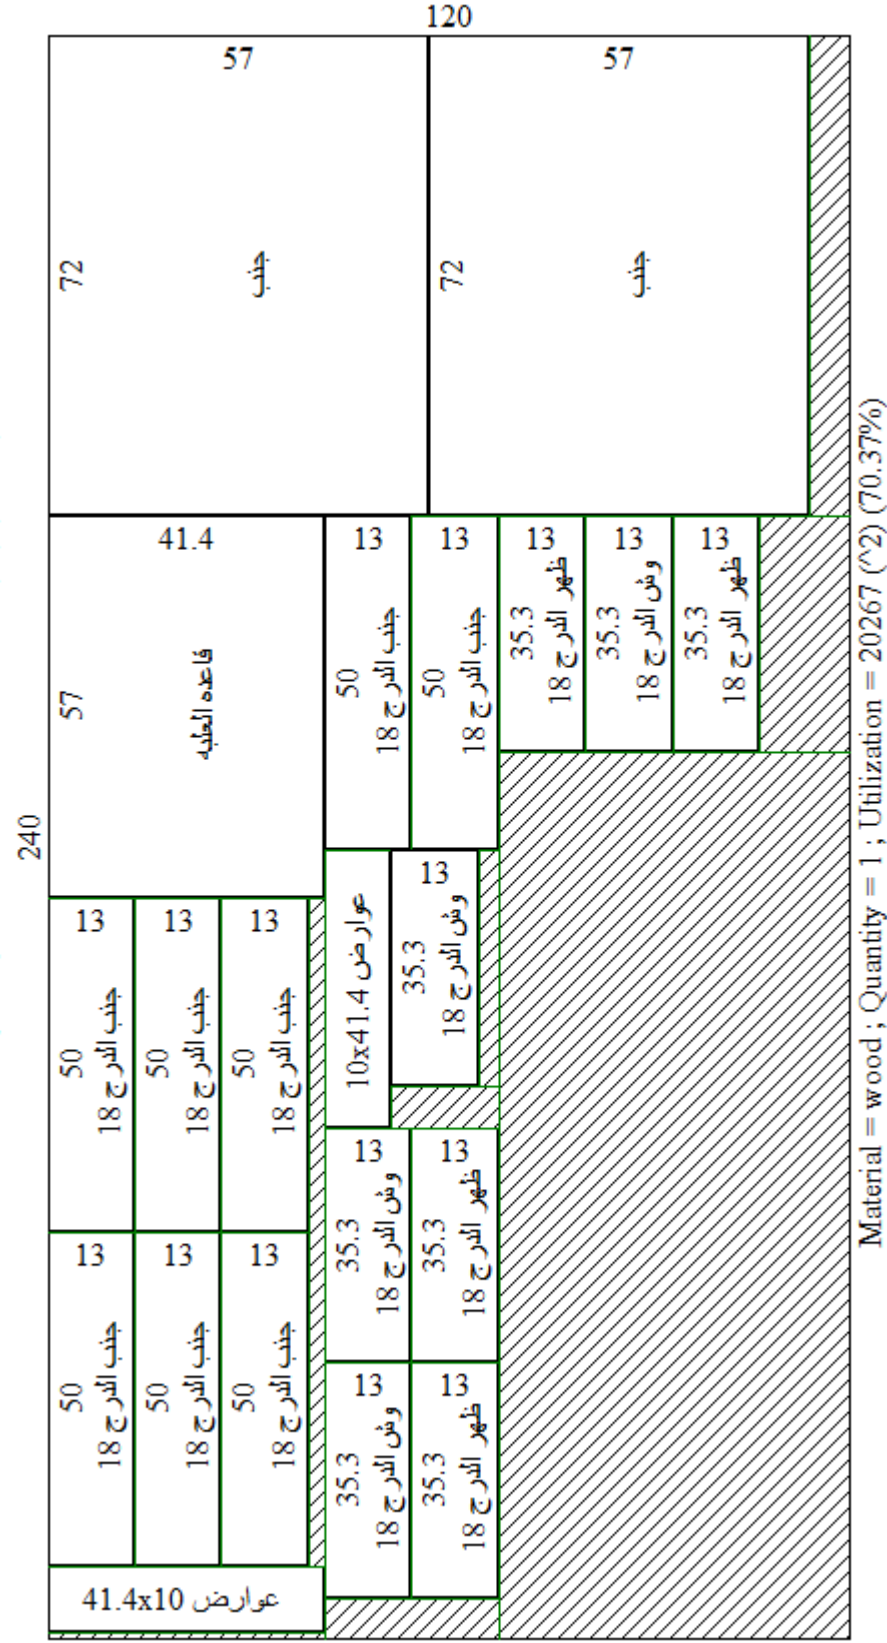 120
57
57
72
جنب
72
جنب
41.4
57
قاعده العلبه
13
50
جنب الدرج 18
13
50
جنب الدرج 18
13
35.3
ظهر الدرج 18
13
35.3
وش الدرج 18
13
35.3
ظهر الدرج 18
240
عوارض 10x41.4
13
35.3
وش الدرج 18
13
50
جنب الدرج 18
13
50
جنب الدرج 18
13
50
جنب الدرج 18
13
35.3
وش الدرج 18
13
35.3
ظهر الدرج 18
13
50
جنب الدرج 18
13
50
جنب الدرج 18
13
50
جنب الدرج 18
13
35.3
وش الدرج 18
13
35.3
ظهر الدرج 18
عوارض 41.4x10
Material = wood ; Quantity = 1 ; Utilization = 20267 (^2) (70.37%)